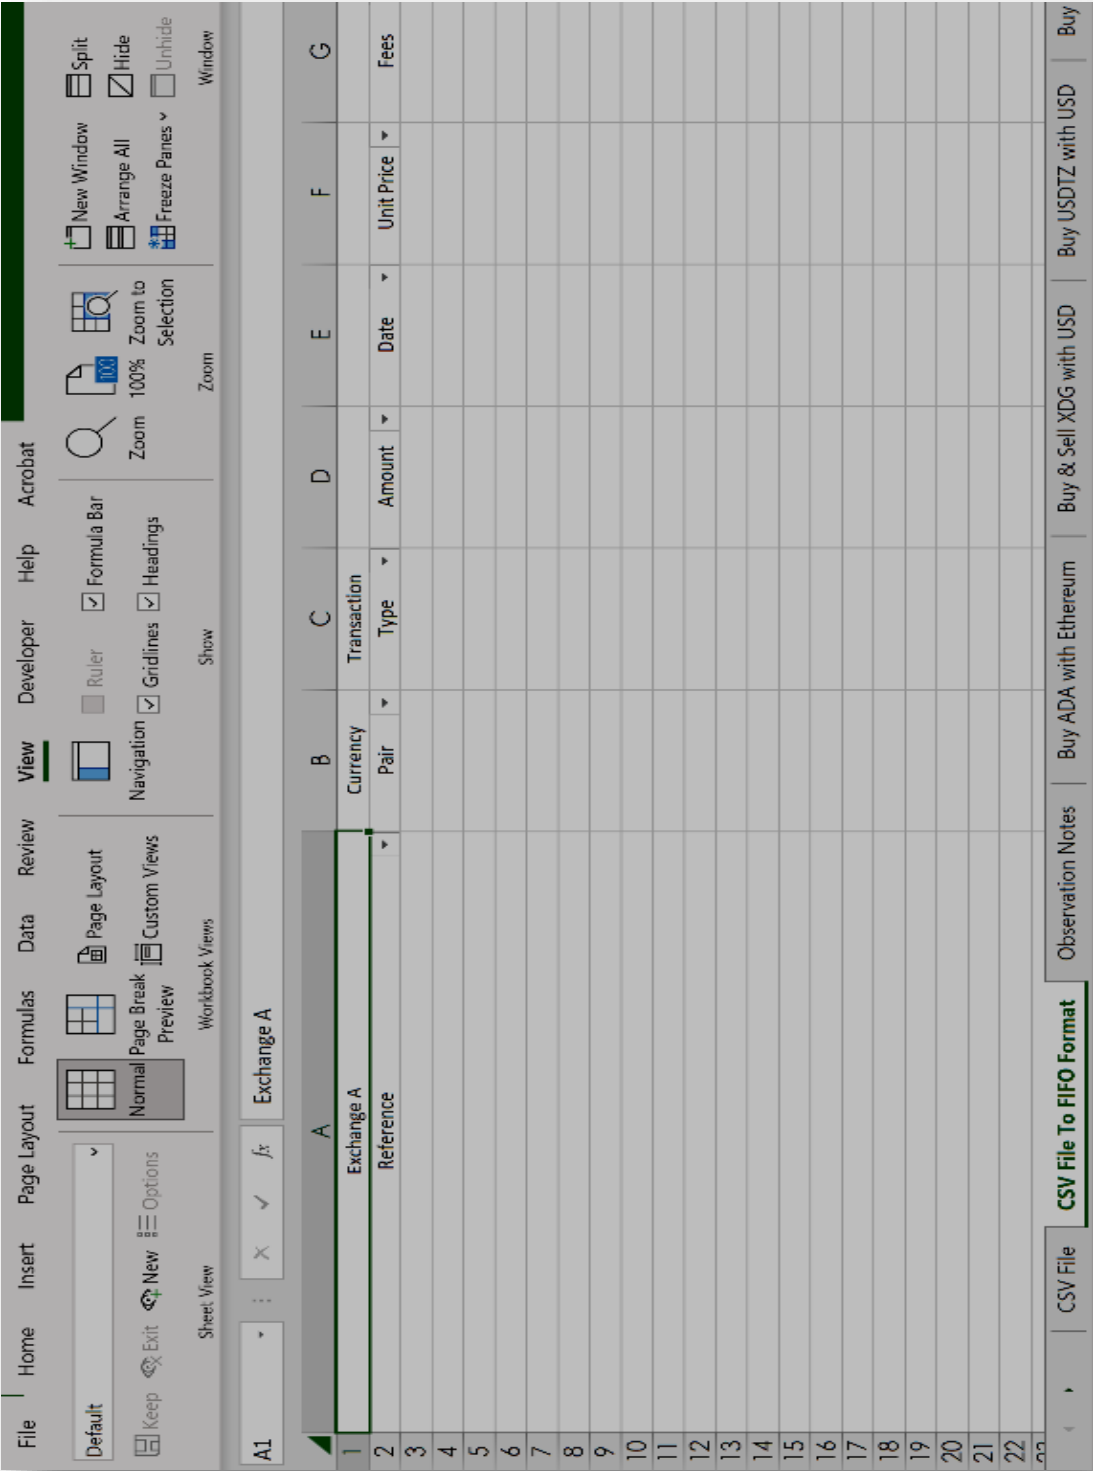 File Home Insert Page Layout Formulas Data Review View Developer Help Acrobat
Default
Keep Exit New Options
Sheet View
Normal
Page Break
Preview
Page Layout
Custom Views
Workbook Views
Navigation
Ruler
Formula Bar
Gridlines
Headings
Show
Zoom
100
100%
Zoom to
Selection
Zoom
New Window
Arrange All
Freeze Panes
Split
Hide
Unhide
Window
A1 fx Exchange A
A B C D E F G
1 Exchange A Currency Transaction
2 Reference Pair Type Amount Date Unit Price Fees
3
4
5
6
7
8
9
10
11
12
13
14
15
16
17
18
19
20
21
22
23
CSV File CSV File To FIFO Format Observation Notes Buy ADA with Ethereum Buy & Sell XDG with USD Buy USDTZ with USD Buy